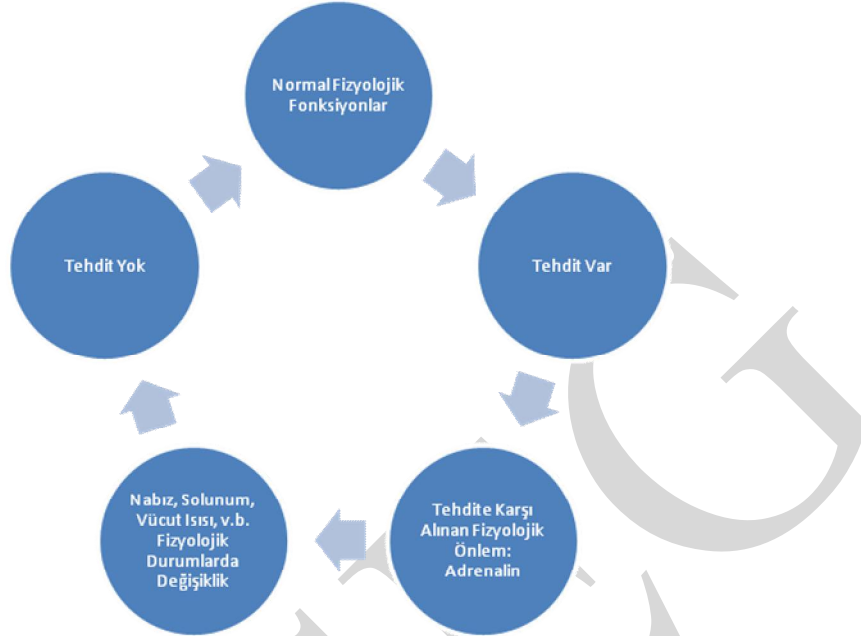 Normal Fizyolojik
Fonksiyonlar
Tehdit Var
Tehdite Karşı
Alınan Fizyolojik
Önlem:
Adrenalin
Nabız, Solunum,
Vücut Isısı, v.b.
Fizyolojik
Durumlarda
Değişiklik
Tehdit Yok